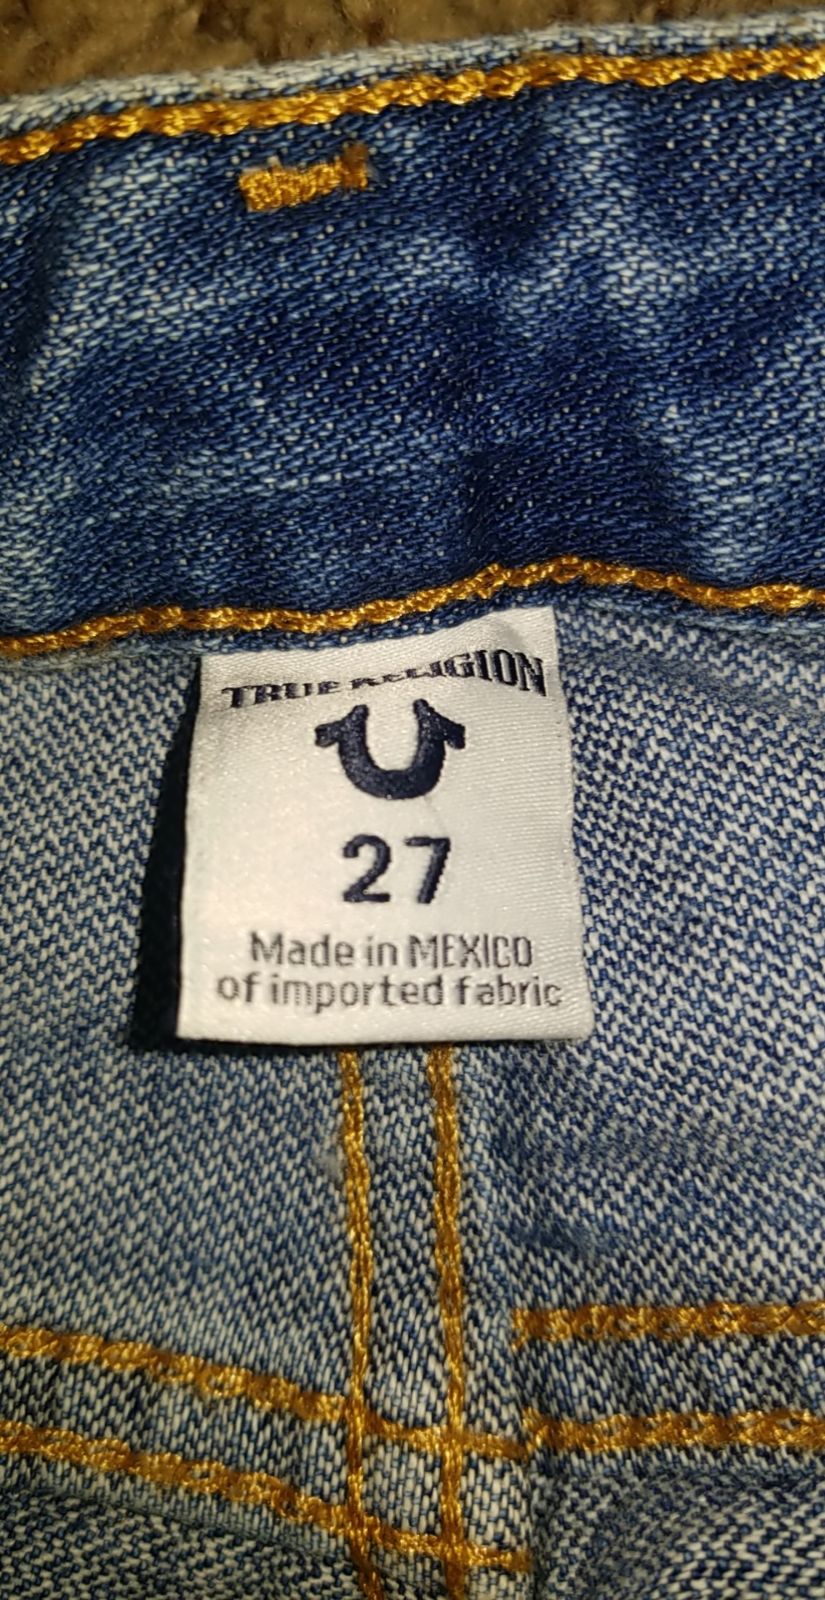 TRUE RELIGION
27
Made in MEXICO
of imported fabric